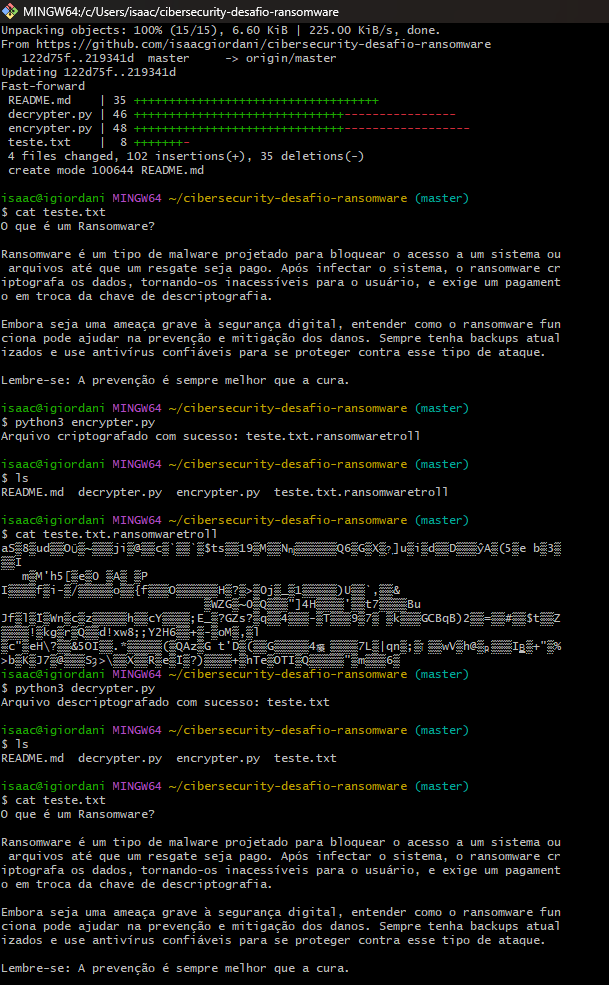 MINGW64:/c/Users/isaac/cibersecurity-desafio-ransomware
Unpacking objects: 100% (15/15), 6.60 KiB | 225.00 KiB/s, done.
From https://github.com/isaacgiordani/cibersecurity-desafio-ransomware
   122d75f..219341d  master     -> origin/master
Updating 122d75f..219341d
Fast-forward
 README.md    | 35 +++++++++++++++++++++++++++++++++++
 decrypter.py | 46 ++++++++++++++++++++++++++++++----------------
 encrypter.py | 48 ++++++++++++++++++++++++++++++------------------
 teste.txt    |  8 +++++++-
 4 files changed, 102 insertions(+), 35 deletions(-)
 create mode 100644 README.md
isaac@igiordani MINGW64 ~/cibersecurity-desafio-ransomware (master)
$ cat teste.txt
O que é um Ransomware?
Ransomware é um tipo de malware projetado para bloquear o acesso a um sistema ou
 arquivos até que um resgate seja pago. Após infectar o sistema, o ransomware cr
iptografa os dados, tornando-os inacessíveis para o usuário, e exige um pagament
o em troca da chave de descriptografia.
Embora seja uma ameaça grave à segurança digital, entender como o ransomware fun
ciona pode ajudar na prevenção e mitigação dos danos. Sempre tenha backups atual
izados e use antivírus confiáveis para se proteger contra esse tipo de ataque.
Lembre-se: A prevenção é sempre melhor que a cura.
isaac@igiordani MINGW64 ~/cibersecurity-desafio-ransomware (master)
$ python3 encrypter.py
Arquivo criptografado com sucesso: teste.txt.ransomwaretroll
isaac@igiordani MINGW64 ~/cibersecurity-desafio-ransomware (master)
$ ls
README.md  decrypter.py  encrypter.py  teste.txt.ransomwaretroll
isaac@igiordani MINGW64 ~/cibersecurity-desafio-ransomware (master)
$ cat teste.txt.ransomwaretroll
isaac@igiordani MINGW64 ~/cibersecurity-desafio-ransomware (master)
$ python3 decrypter.py
Arquivo descriptografado com sucesso: teste.txt
isaac@igiordani MINGW64 ~/cibersecurity-desafio-ransomware (master)
$ ls
README.md  decrypter.py  encrypter.py  teste.txt
isaac@igiordani MINGW64 ~/cibersecurity-desafio-ransomware (master)
$ cat teste.txt
O que é um Ransomware?
Ransomware é um tipo de malware projetado para bloquear o acesso a um sistema ou
 arquivos até que um resgate seja pago. Após infectar o sistema, o ransomware cr
iptografa os dados, tornando-os inacessíveis para o usuário, e exige um pagament
o em troca da chave de descriptografia.
Embora seja uma ameaça grave à segurança digital, entender como o ransomware fun
ciona pode ajudar na prevenção e mitigação dos danos. Sempre tenha backups atual
izados e use antivírus confiáveis para se proteger contra esse tipo de ataque.
Lembre-se: A prevenção é sempre melhor que a cura.